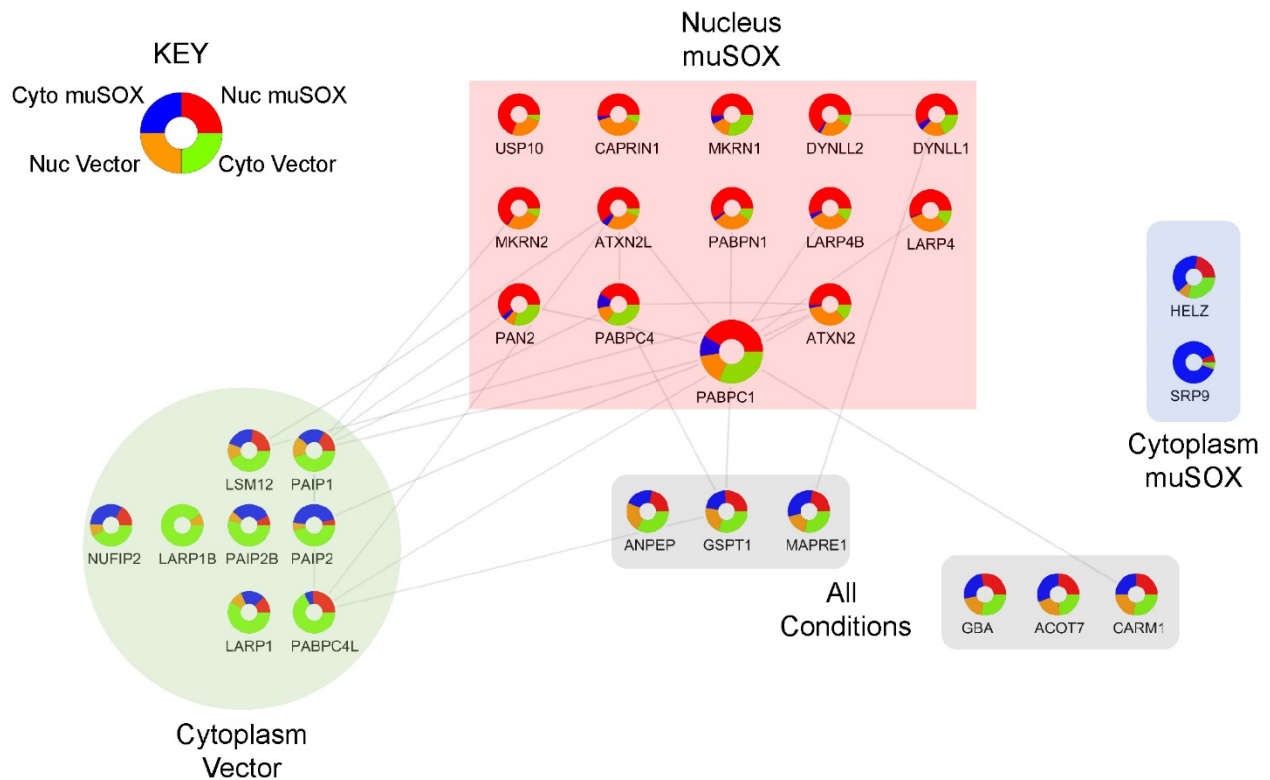 Nucleus
muSOX
KEY
Cyto muSOX
Nuc muSOX
Nuc Vector
Cyto Vector
USP10
CAPRIN1
MKRN1
DYNLL2
DYNLL1
MKRN2
ATXN2L
PABPN1
LARP4B
LARP4
PAN2
PABPC4
ATXN2
PABPC1
HELZ
SRP9
Cytoplasm
muSOX
LSM12
PAIP1
NUFIP2
LARP1B
PAIP2B
PAIP2
LARP1
PABPC4L
Cytoplasm
Vector
ANPEP
GSPT1
MAPRE1
All
Conditions
GBA
ACOT7
CARM1